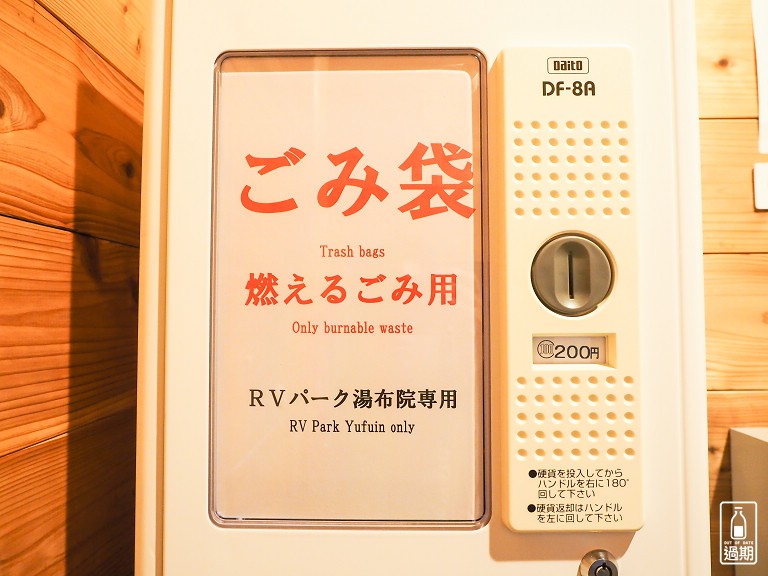 ごみ袋
Trash bags
燃えるごみ用
Only burnable waste
RVパーク湯布院専用
RV Park Yufuin only
Daito
DF-8A
100 200円
●硬貨を投入してから
ハンドルを右に180°
回して下さい
●硬貨返却はハンドル
を左に回して下さい
OUT OF DATE
過期